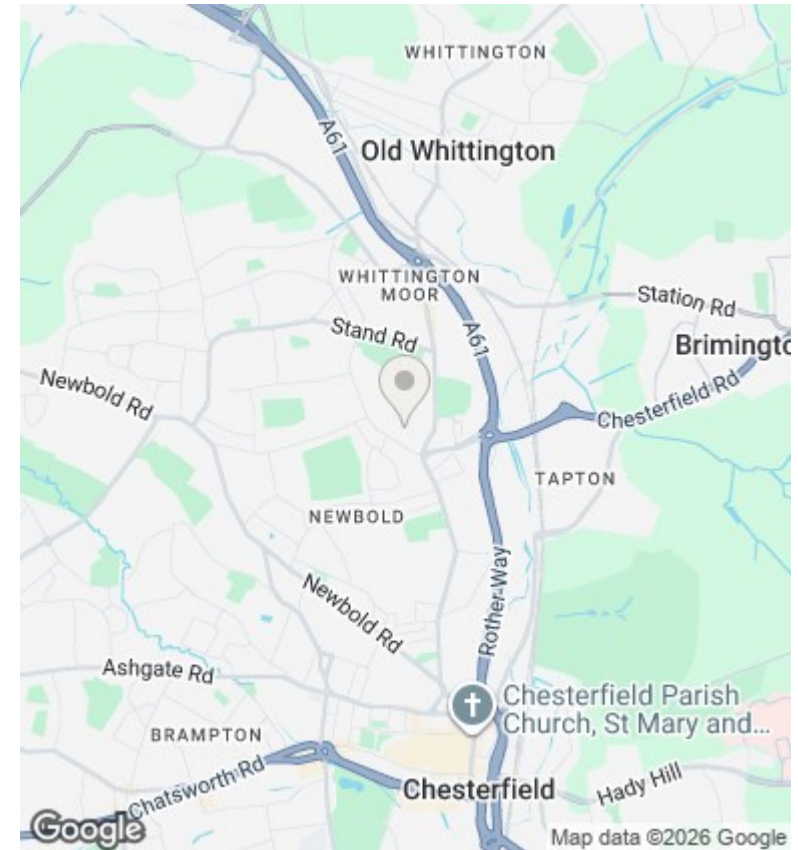 WHITTINGTON
A61
Old Whittington
WHITTINGTON
MOOR
Station Rd
Stand Rd
A61
Brimingto
Newbold Rd
Chesterfield Rd
TAPTON
NEWBOLD
Rother Way
Newbold Rd
Ashgate Rd
Chesterfield Parish
Church, St Mary and...
BRAMPTON
Chatsworth Rd
Chesterfield
Hady Hill
Google
Map data ©2026 Google